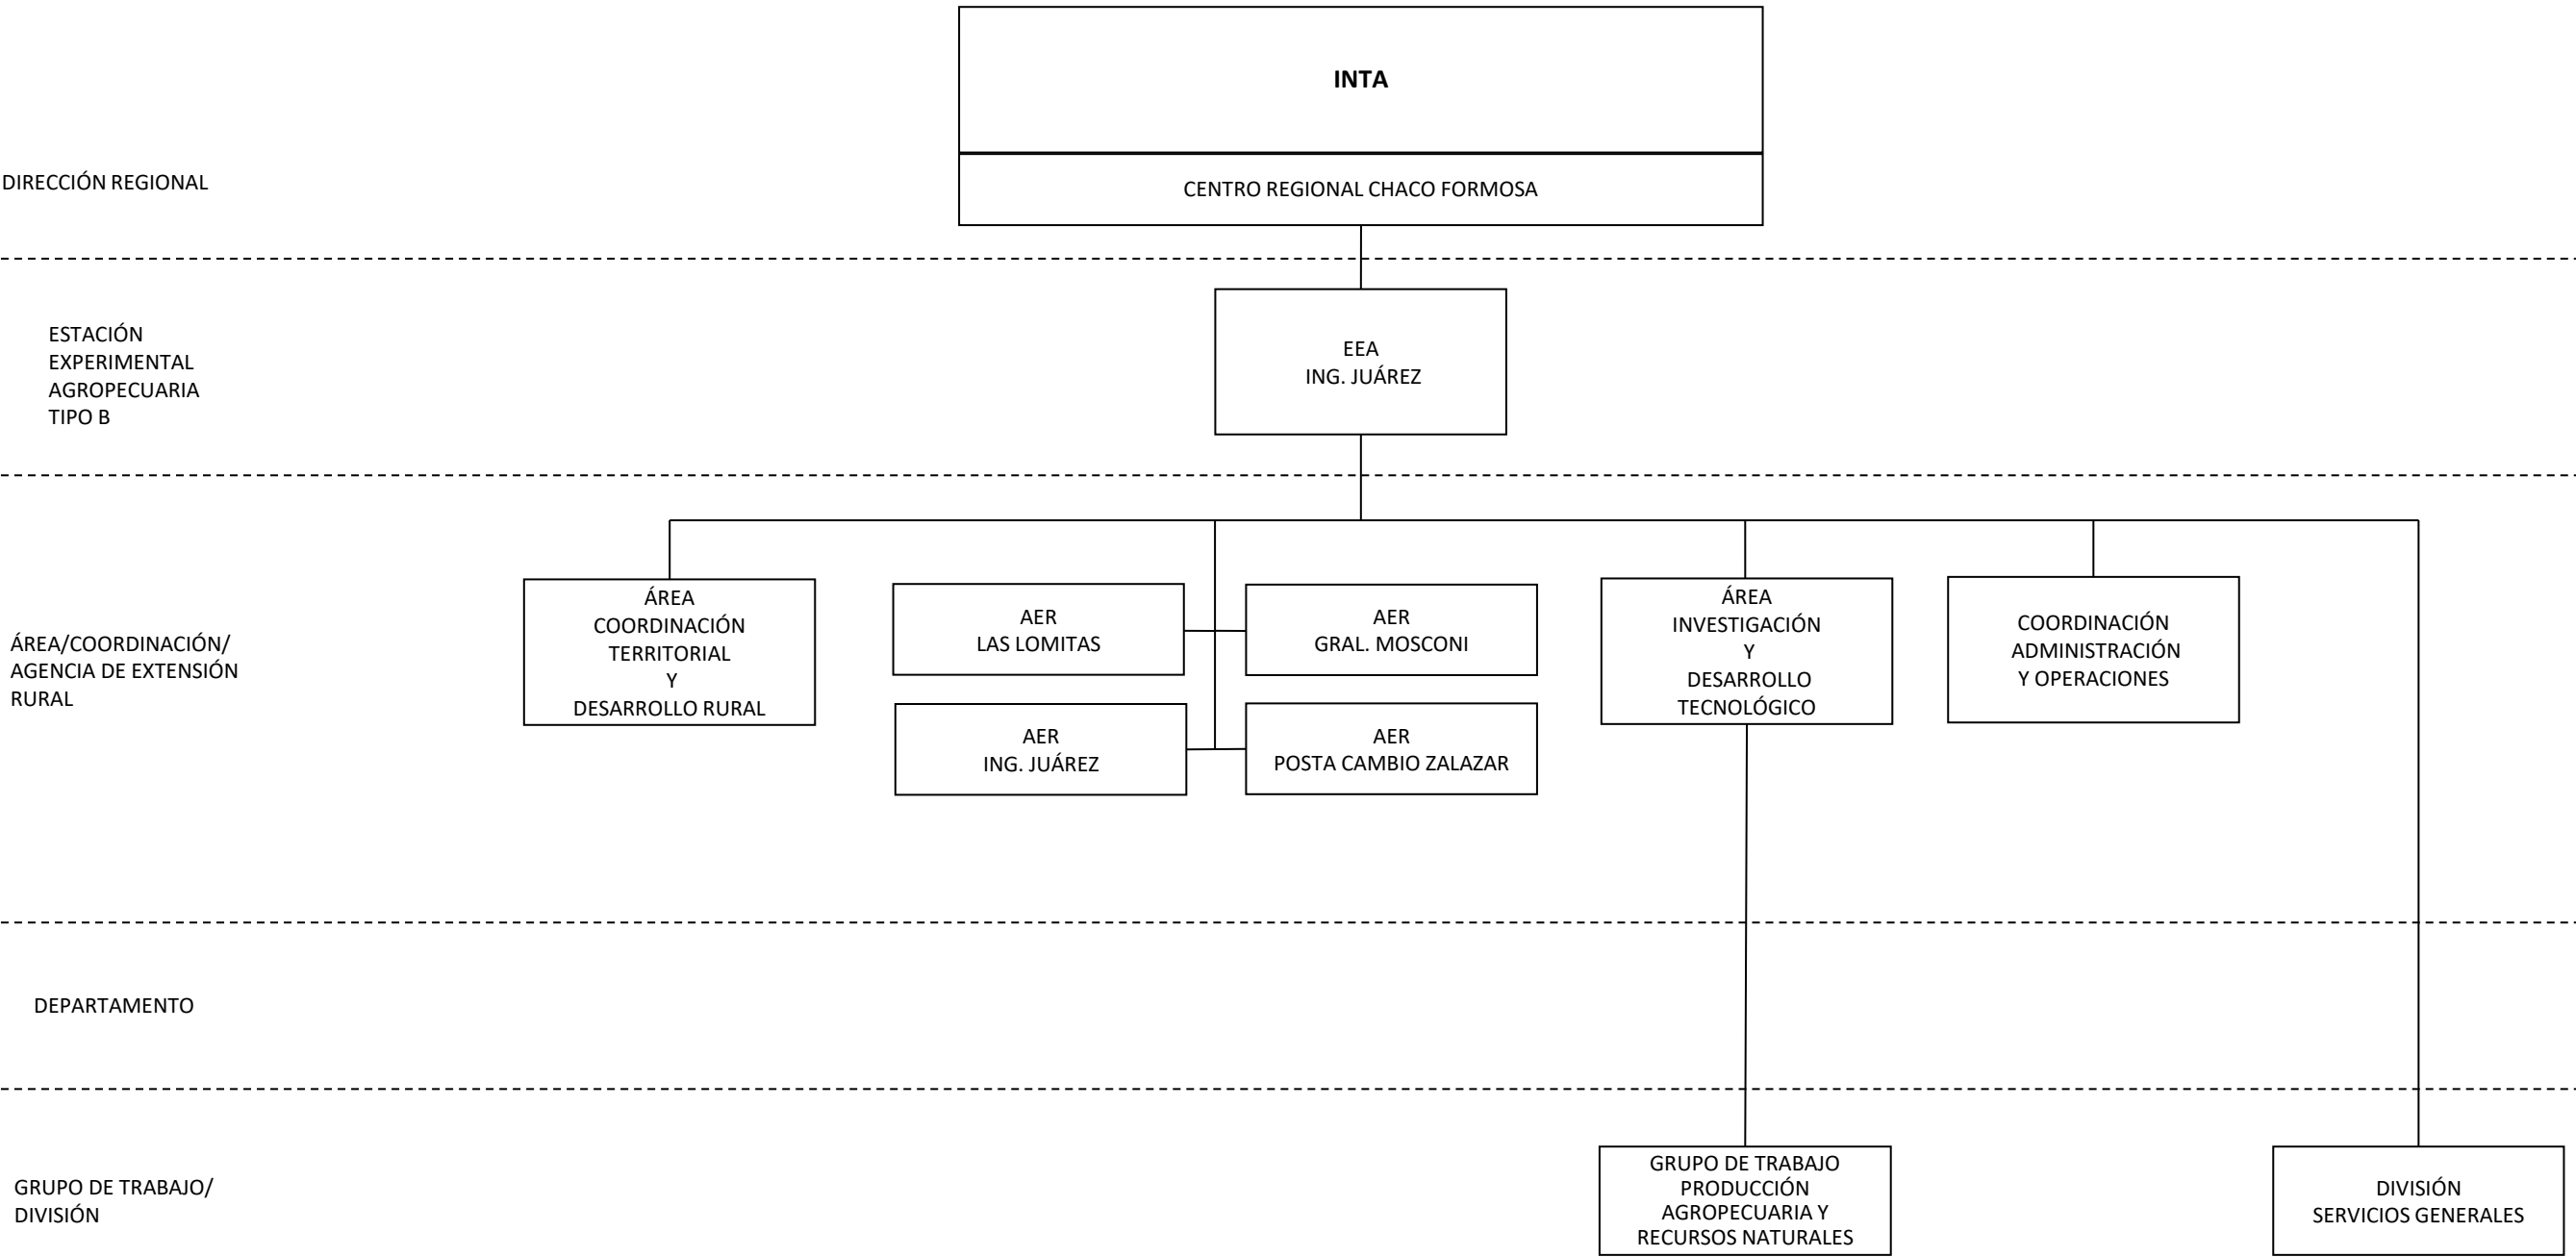 INTA
DIRECCIÓN REGIONAL
CENTRO REGIONAL CHACO FORMOSA
ESTACIÓN
EXPERIMENTAL
AGROPECUARIA
TIPO B
EEA
ING. JUÁREZ
ÁREA/COORDINACIÓN/
AGENCIA DE EXTENSIÓN
RURAL
ÁREA
COORDINACIÓN
TERRITORIAL
Y
DESARROLLO RURAL
AER
LAS LOMITAS
AER
GRAL. MOSCONI
AER
ING. JUÁREZ
AER
POSTA CAMBIO ZALAZAR
ÁREA
INVESTIGACIÓN
Y
DESARROLLO
TECNOLÓGICO
COORDINACIÓN
ADMINISTRACIÓN
Y OPERACIONES
DEPARTAMENTO
GRUPO DE TRABAJO/
DIVISIÓN
GRUPO DE TRABAJO
PRODUCCIÓN
AGROPECUARIA Y
RECURSOS NATURALES
DIVISIÓN
SERVICIOS GENERALES